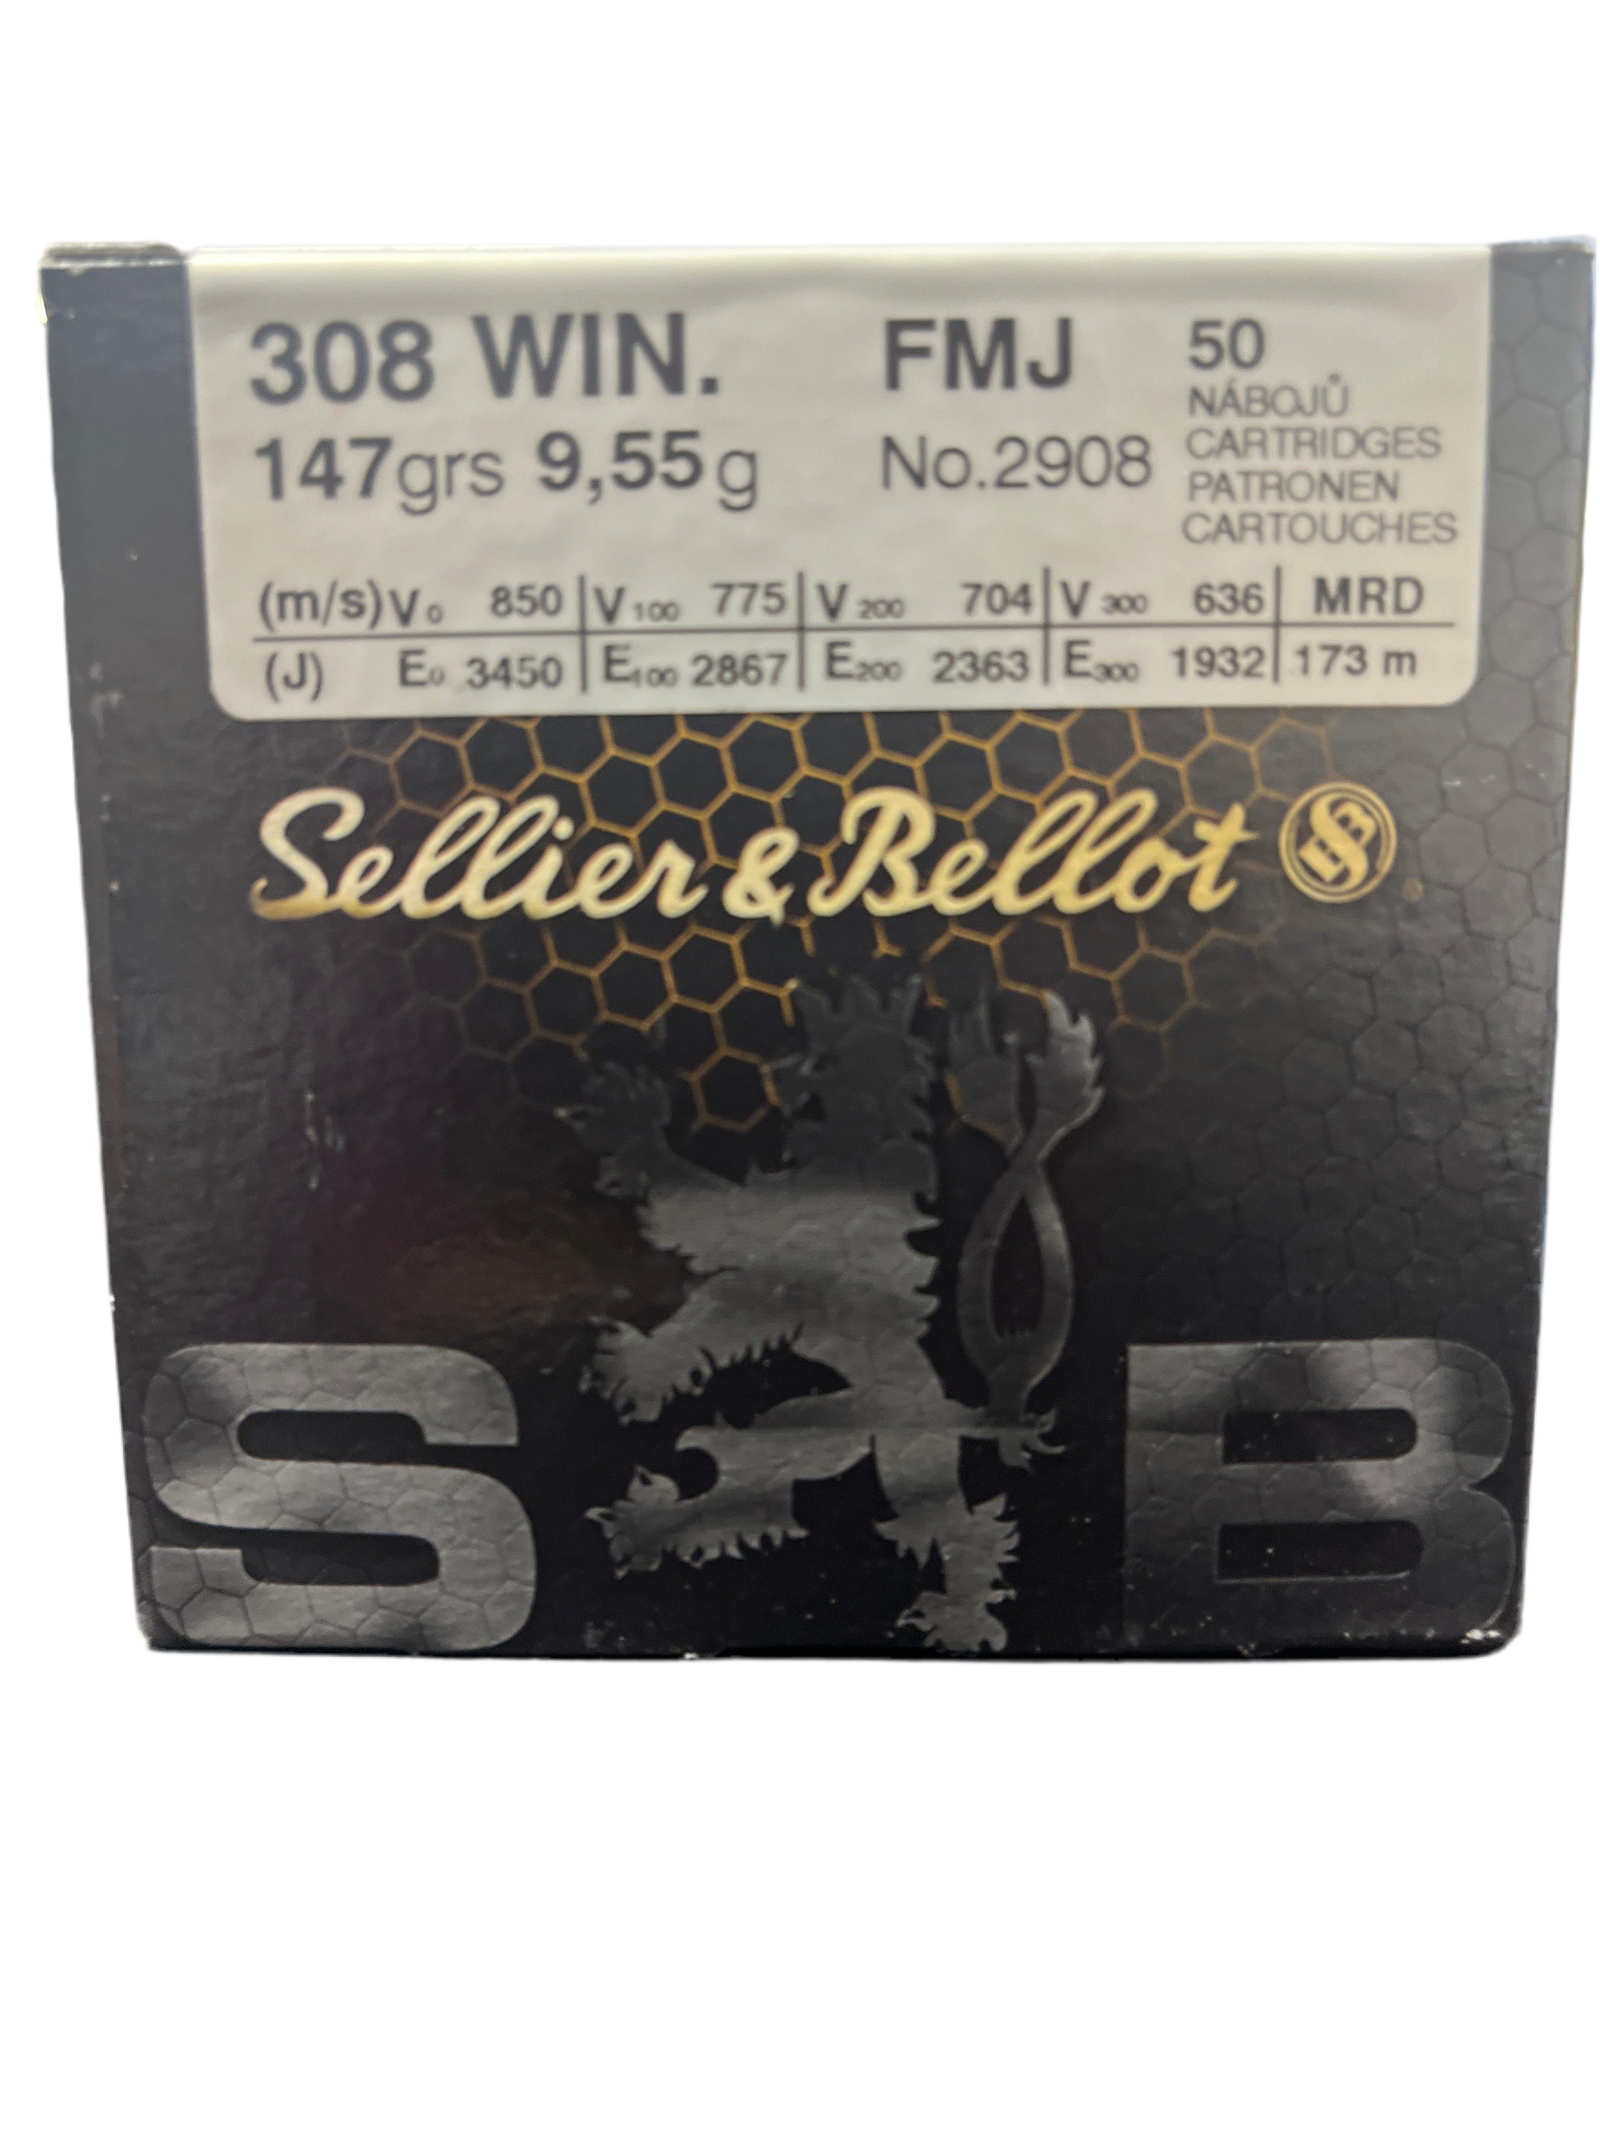 308 WIN. FMJ 50
NÁBOJŮ
147grs 9,55g No.2908 CARTRIDGES
PATRONEN
CARTOUCHES
(m/s) V0 850 V100 775 V200 704 V300 636 MRD
(J) E0 3450 E100 2867 E200 2363 E300 1932 173 m
Sellier & Bellot SB
S B